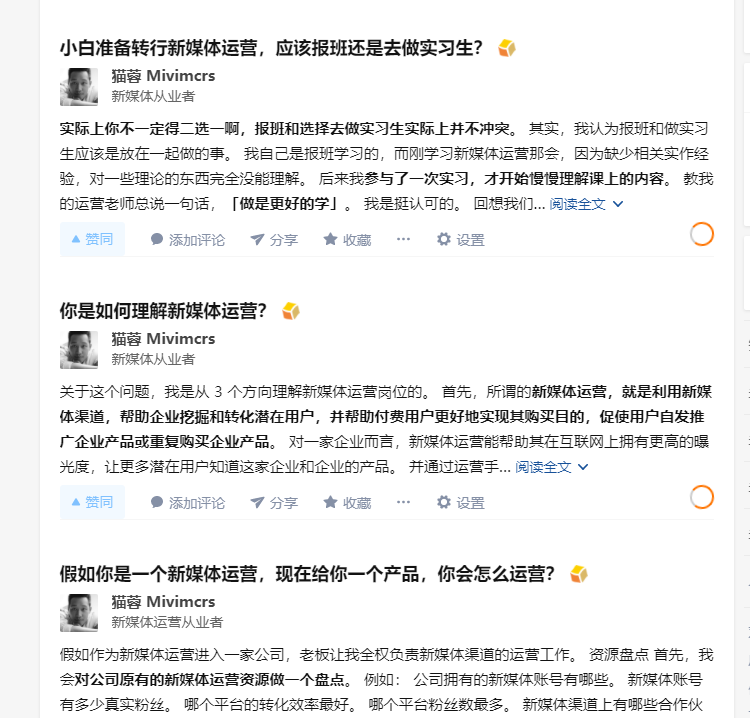 小白准备转行新媒体运营，应该报班还是去做实习生？
猫蓉 Mivimcrs
新媒体从业者
实际上你不一定得二选一啊，报班和选择去做实习生实际上并不冲突。 其实，我认为报班和做实习
生应该是放在一起做的事。 我自己是报班学习的，而刚学习新媒体运营那会，因为缺少相关实作经
验，对一些理论的东西完全没能理解。 后来我参与了一次实习，才开始慢慢理解课上的内容。 教我
的运营老师总说一句话，「做是更好的学」。 我是挺认可的。 回想我们... 阅读全文
赞同 添加评论 分享 收藏 ··· 设置
你是如何理解新媒体运营？
猫蓉 Mivimcrs
新媒体从业者
关于这个问题，我是从 3 个方向理解新媒体运营岗位的。 首先，所谓的新媒体运营，就是利用新媒
体渠道，帮助企业挖掘和转化潜在用户，并帮助付费用户更好地实现其购买目的，促使用户自发推
广企业产品或重复购买企业产品。 对一家企业而言，新媒体运营能帮助其在互联网上拥有更高的曝
光度，让更多潜在用户知道这家企业和企业的产品。 并通过运营手... 阅读全文
赞同 添加评论 分享 收藏 ··· 设置
假如你是一个新媒体运营，现在给你一个产品，你会怎么运营？
猫蓉 Mivimcrs
新媒体运营从业者
假如作为新媒体运营进入一家公司，老板让我全权负责新媒体渠道的运营工作。 资源盘点 首先，我
会对公司原有的新媒体运营资源做一个盘点。 例如： 公司拥有的新媒体账号有哪些。 新媒体账号
有多少真实粉丝。 哪个平台的转化效率最好。 哪个平台粉丝数最多。 新媒体渠道上有哪些合作伙